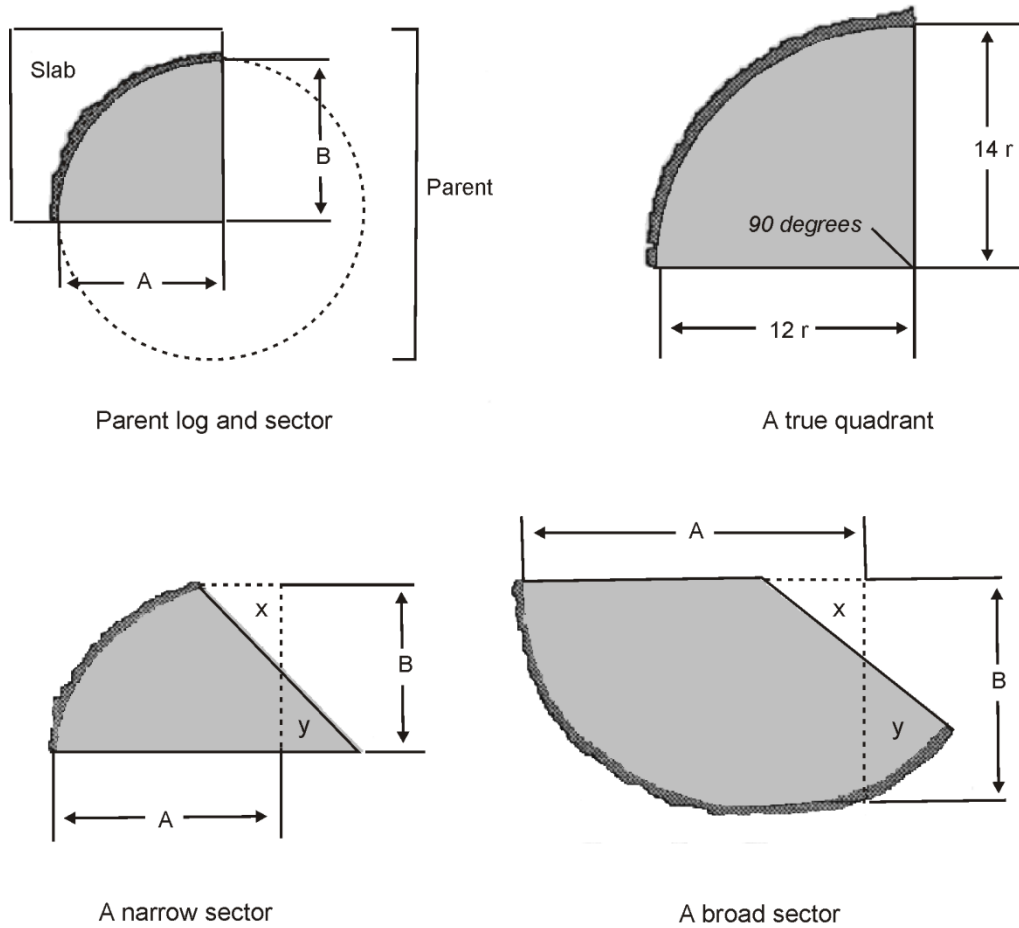 Slab
B
Parent
A
Parent log and sector
14 r
90 degrees
12 r
A true quadrant
x
B
y
A
A narrow sector
A
x
B
y
A broad sector